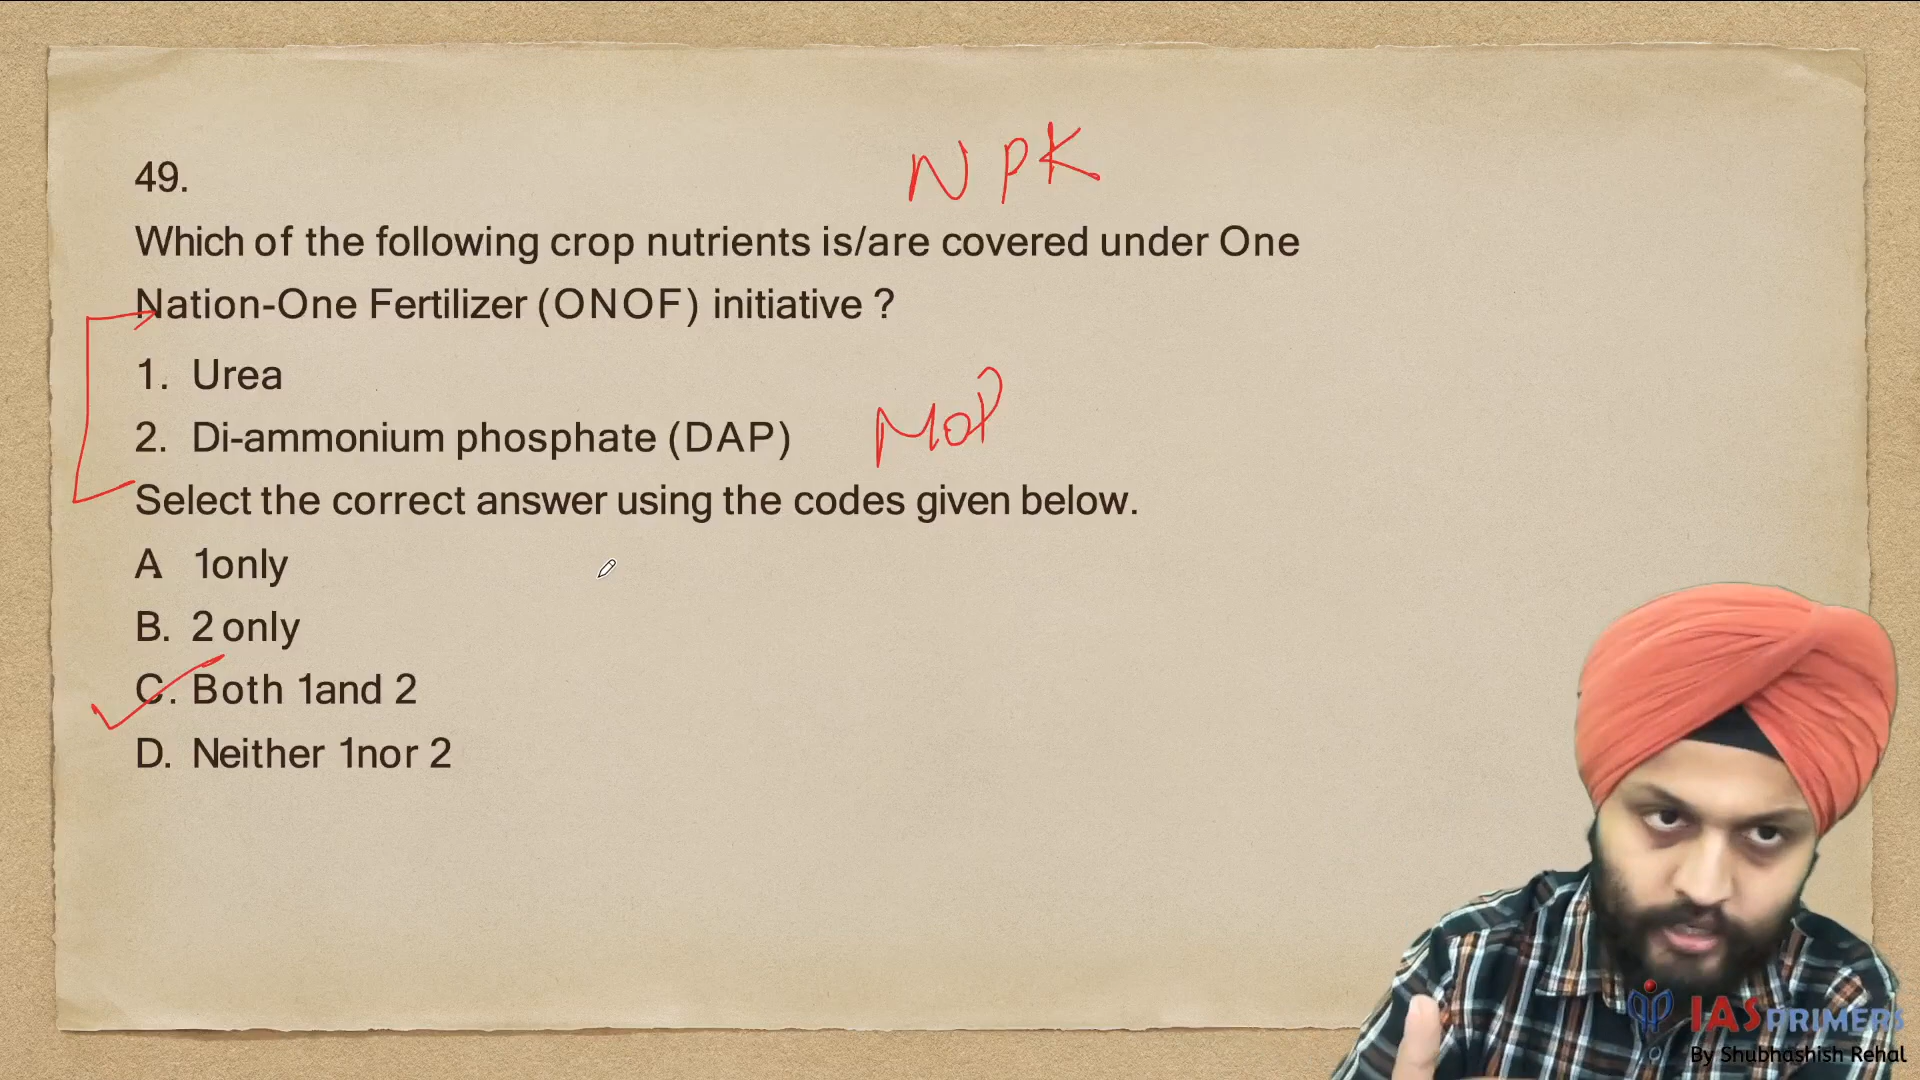 NPK
49.
Which of the following crop nutrients is/are covered under One
Nation-One Fertilizer (ONOF) initiative ?
1. Urea
2. Di-ammonium phosphate (DAP)
MOP
Select the correct answer using the codes given below.
A 1only
B. 2 only
C. Both 1and 2
D. Neither 1nor 2
IASPRIMERS
By Shubhashish Rehal